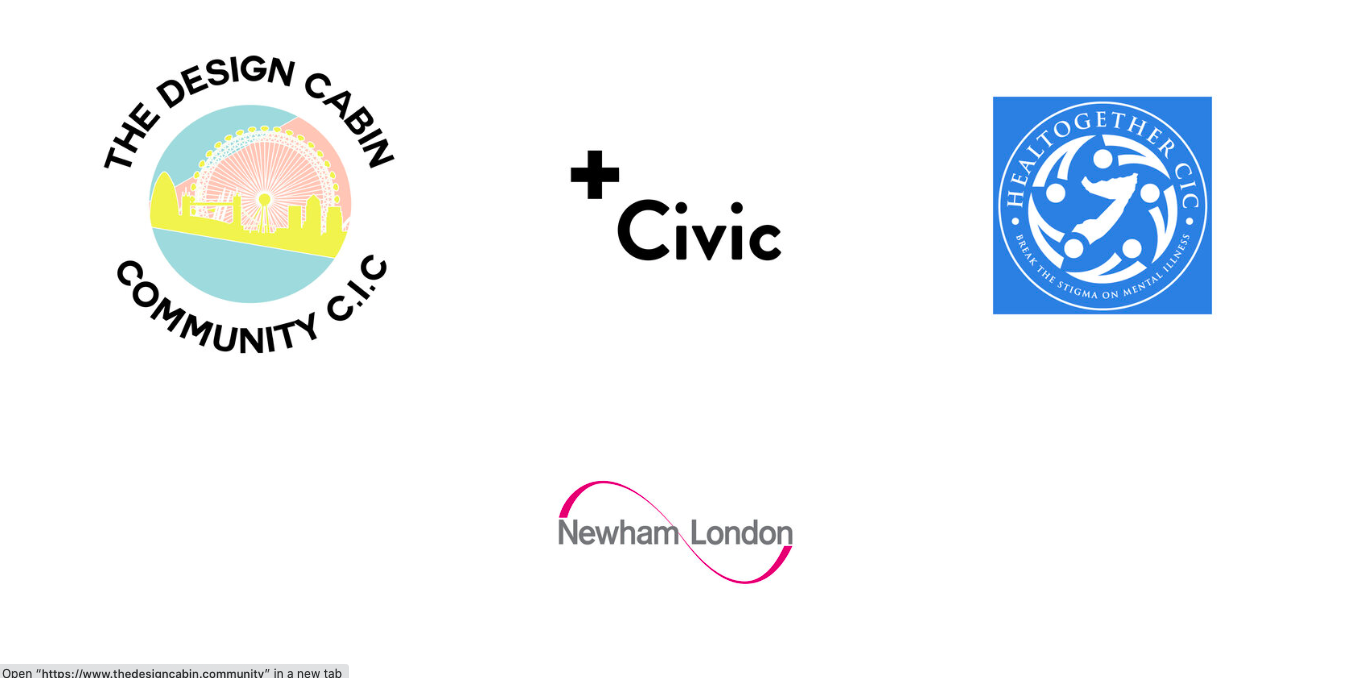 THE DESIGN CABIN
COMMUNITY C.I.C
+
Civic
HEALTOGETHER CIC
BREAK THE STIGMA ON MENTAL ILLNESS
Newham London
Open “https://www.thedesigncabin.community” in a new tab